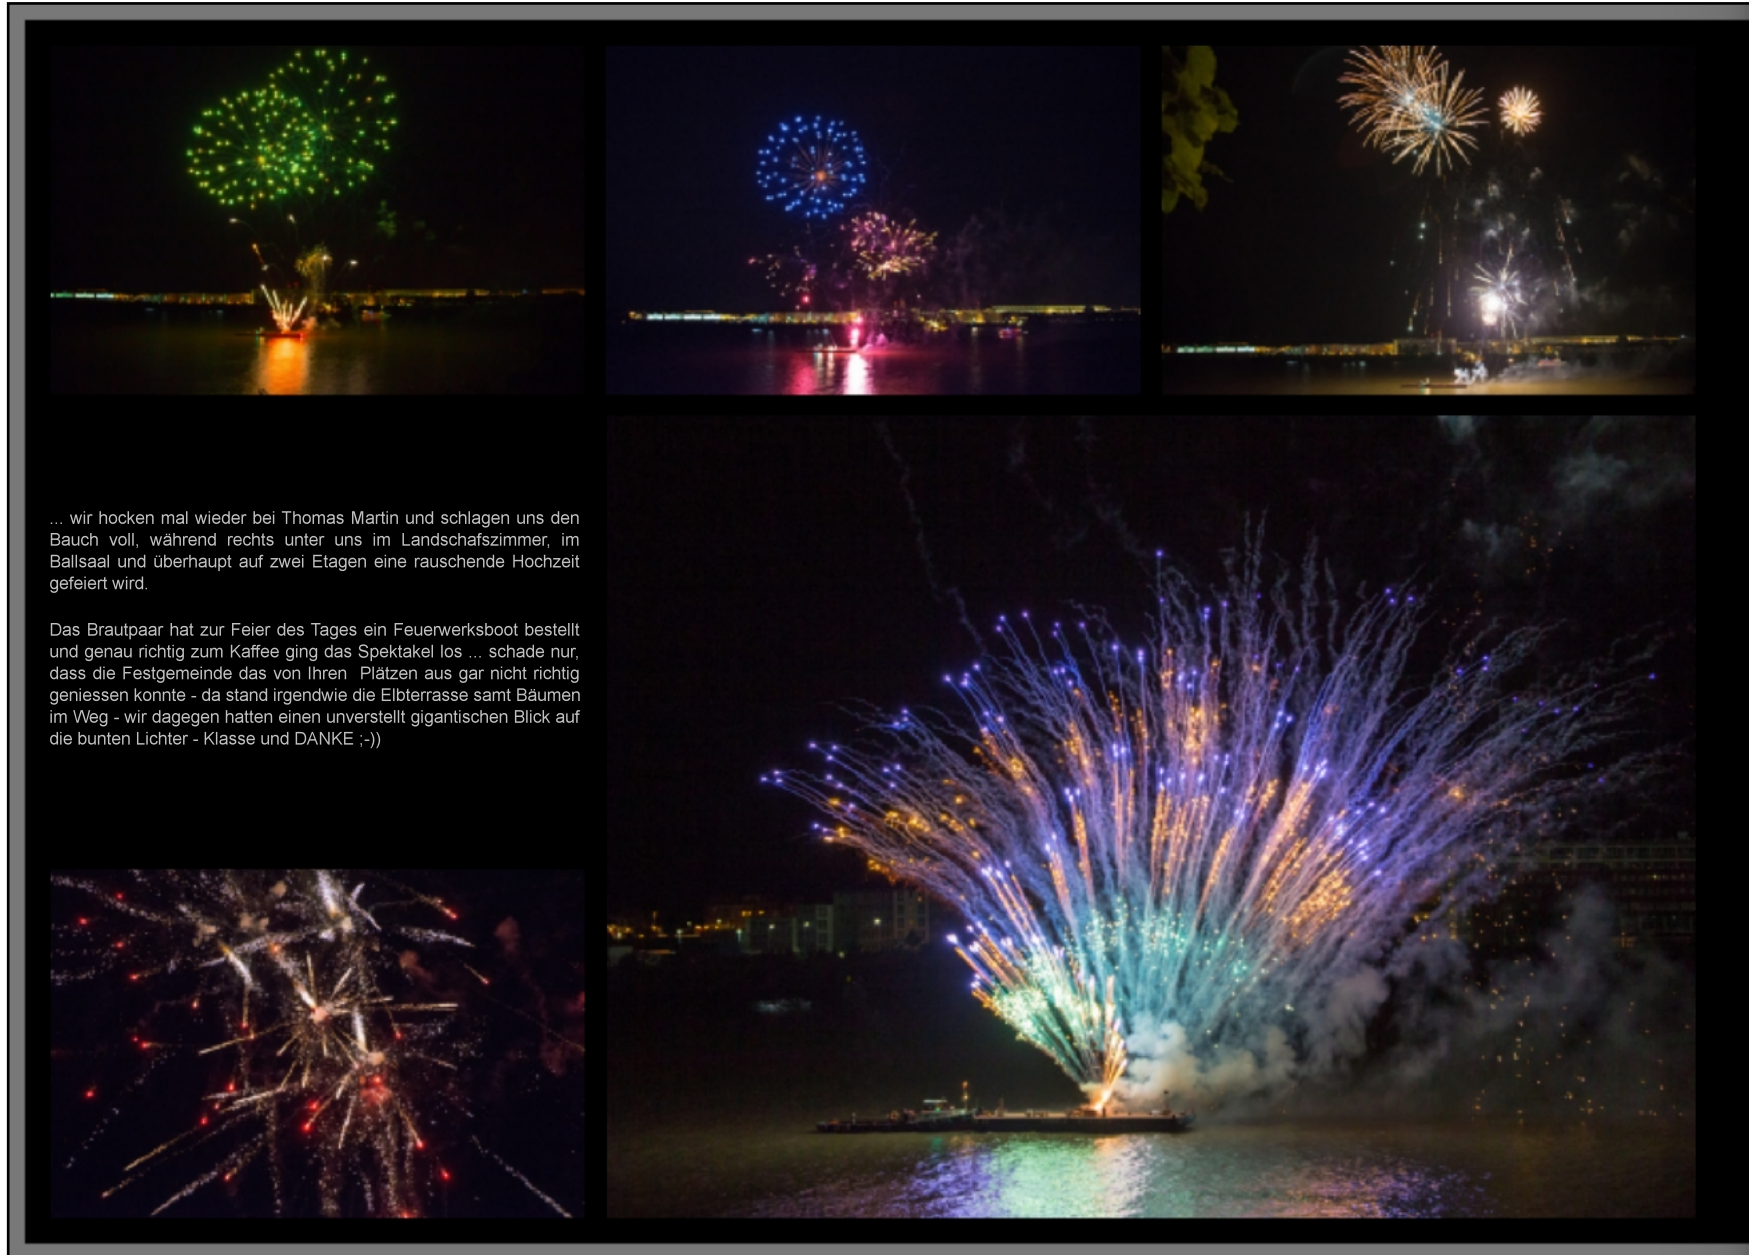 ... wir hocken mal wieder bei Thomas Martin und schlagen uns den
Bauch voll, während rechts unter uns im Landschafszimmer, im
Ballsaal und überhaupt auf zwei Etagen eine rauschende Hochzeit
gefeiert wird.
Das Brautpaar hat zur Feier des Tages ein Feuerwerksboot bestellt
und genau richtig zum Kaffee ging das Spektakel los ... schade nur,
dass die Festgemeinde das von Ihren  Plätzen aus gar nicht richtig
geniessen konnte - da stand irgendwie die Elbterrasse samt Bäumen
im Weg - wir dagegen hatten einen unverstellt gigantischen Blick auf
die bunten Lichter - Klasse und DANKE ;-))